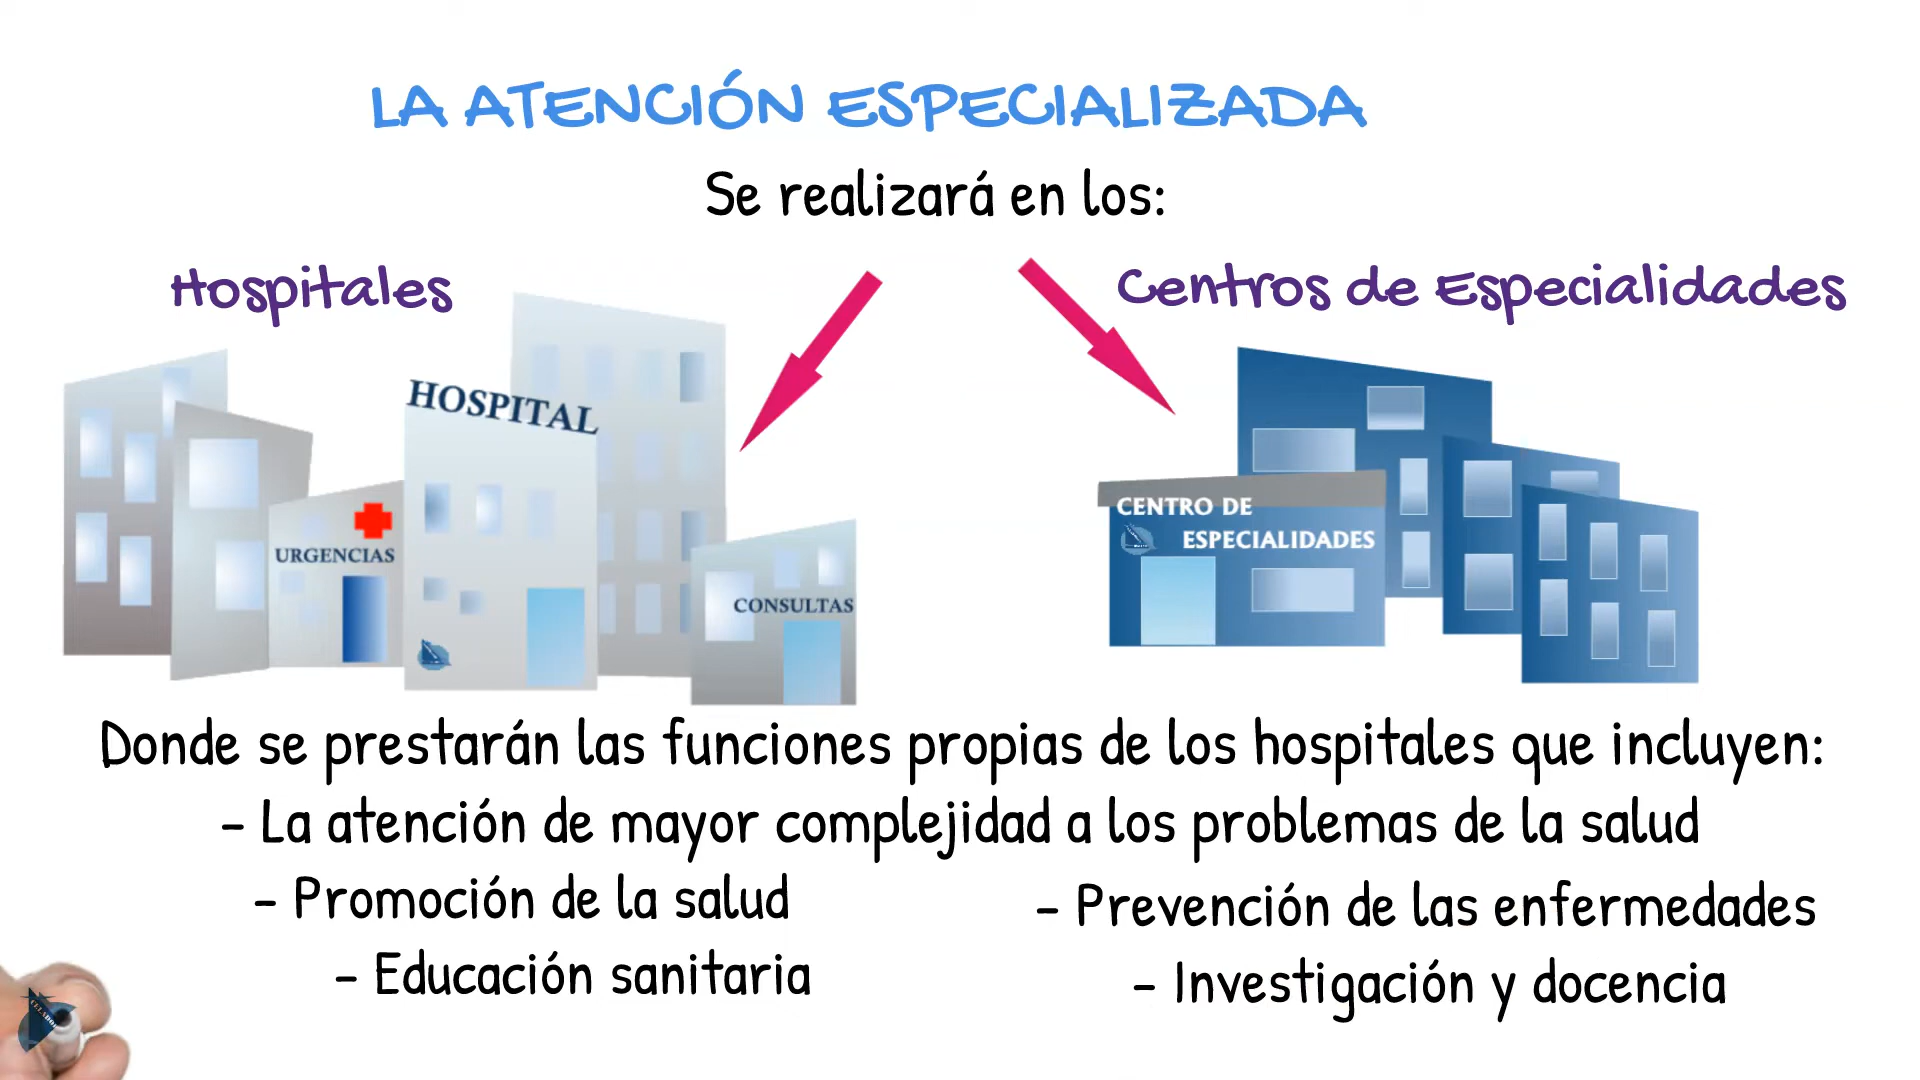 LA ATENCIÓN ESPECIALIZADA
Se realizará en los:
Hospitales
Centros de Especialidades
HOSPITAL
URGENCIAS
CONSULTAS
CENTRO DE
ESPECIALIDADES
Donde se prestarán las funciones propias de los hospitales que incluyen:
- La atención de mayor complejidad a los problemas de la salud
- Promoción de la salud
- Prevención de las enfermedades
- Educación sanitaria
- Investigación y docencia